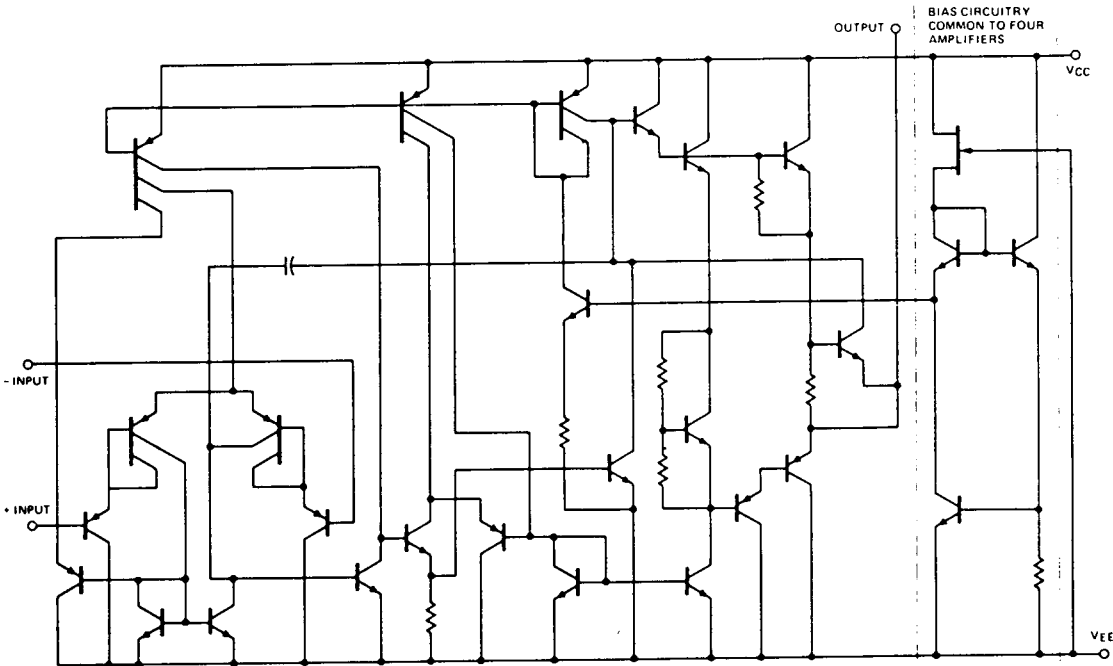 BIAS CIRCUITRY
COMMON TO FOUR
AMPLIFIERS
OUTPUT
VCC
– INPUT
+ INPUT
VEE